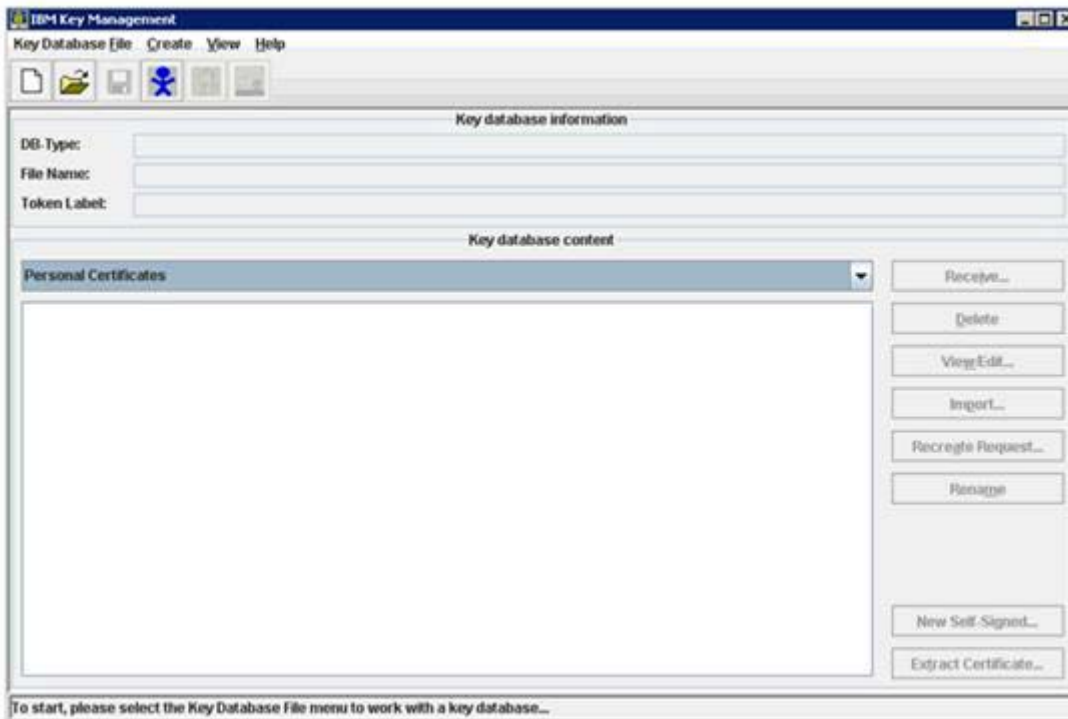 IBM Key Management
Key Database File Create View Help
Key database information
DB-Type:
File Name:
Token Label:
Key database content
Personal Certificates
Receive...
Delete
View/Edit...
Import...
Recreate Request...
Rename
New Self-Signed...
Extract Certificate...
To start, please select the Key Database File menu to work with a key database...